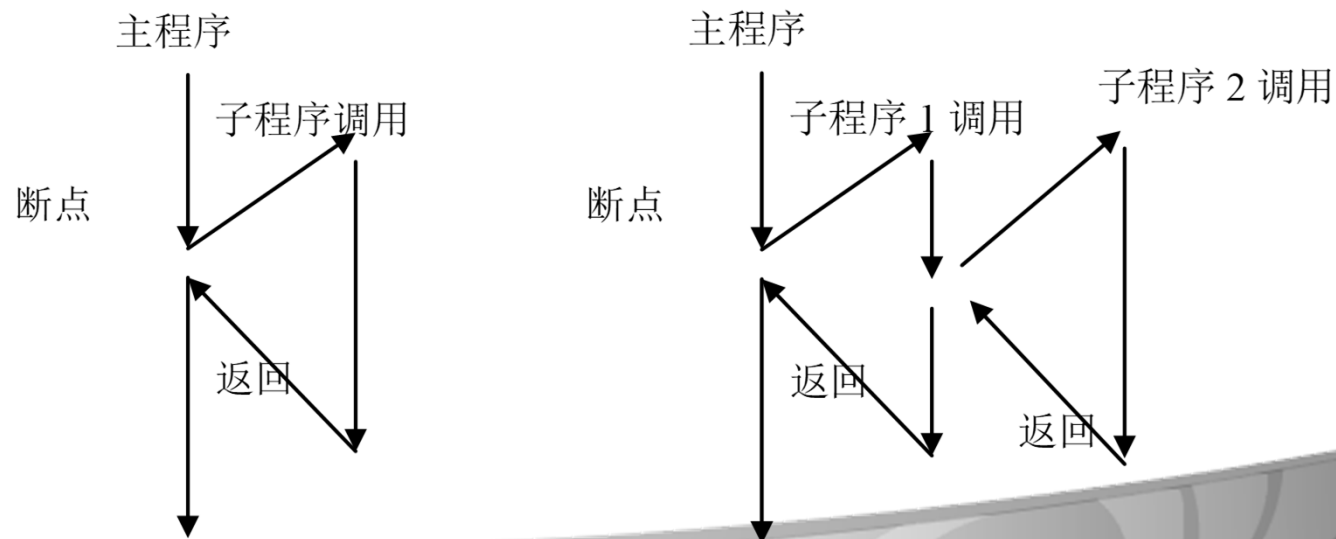 主程序
子程序调用
断点
返回
主程序
子程序 1 调用
子程序 2 调用
断点
返回
返回